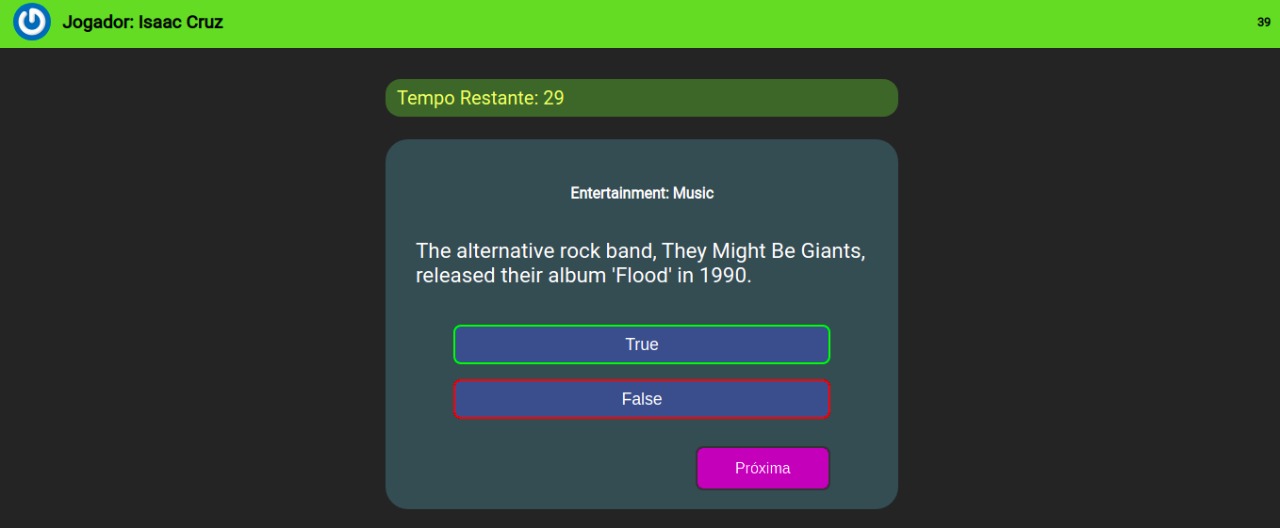 Jogador: Isaac Cruz
39
Tempo Restante: 29
Entertainment: Music
The alternative rock band, They Might Be Giants,
released their album 'Flood' in 1990.
True
False
Próxima